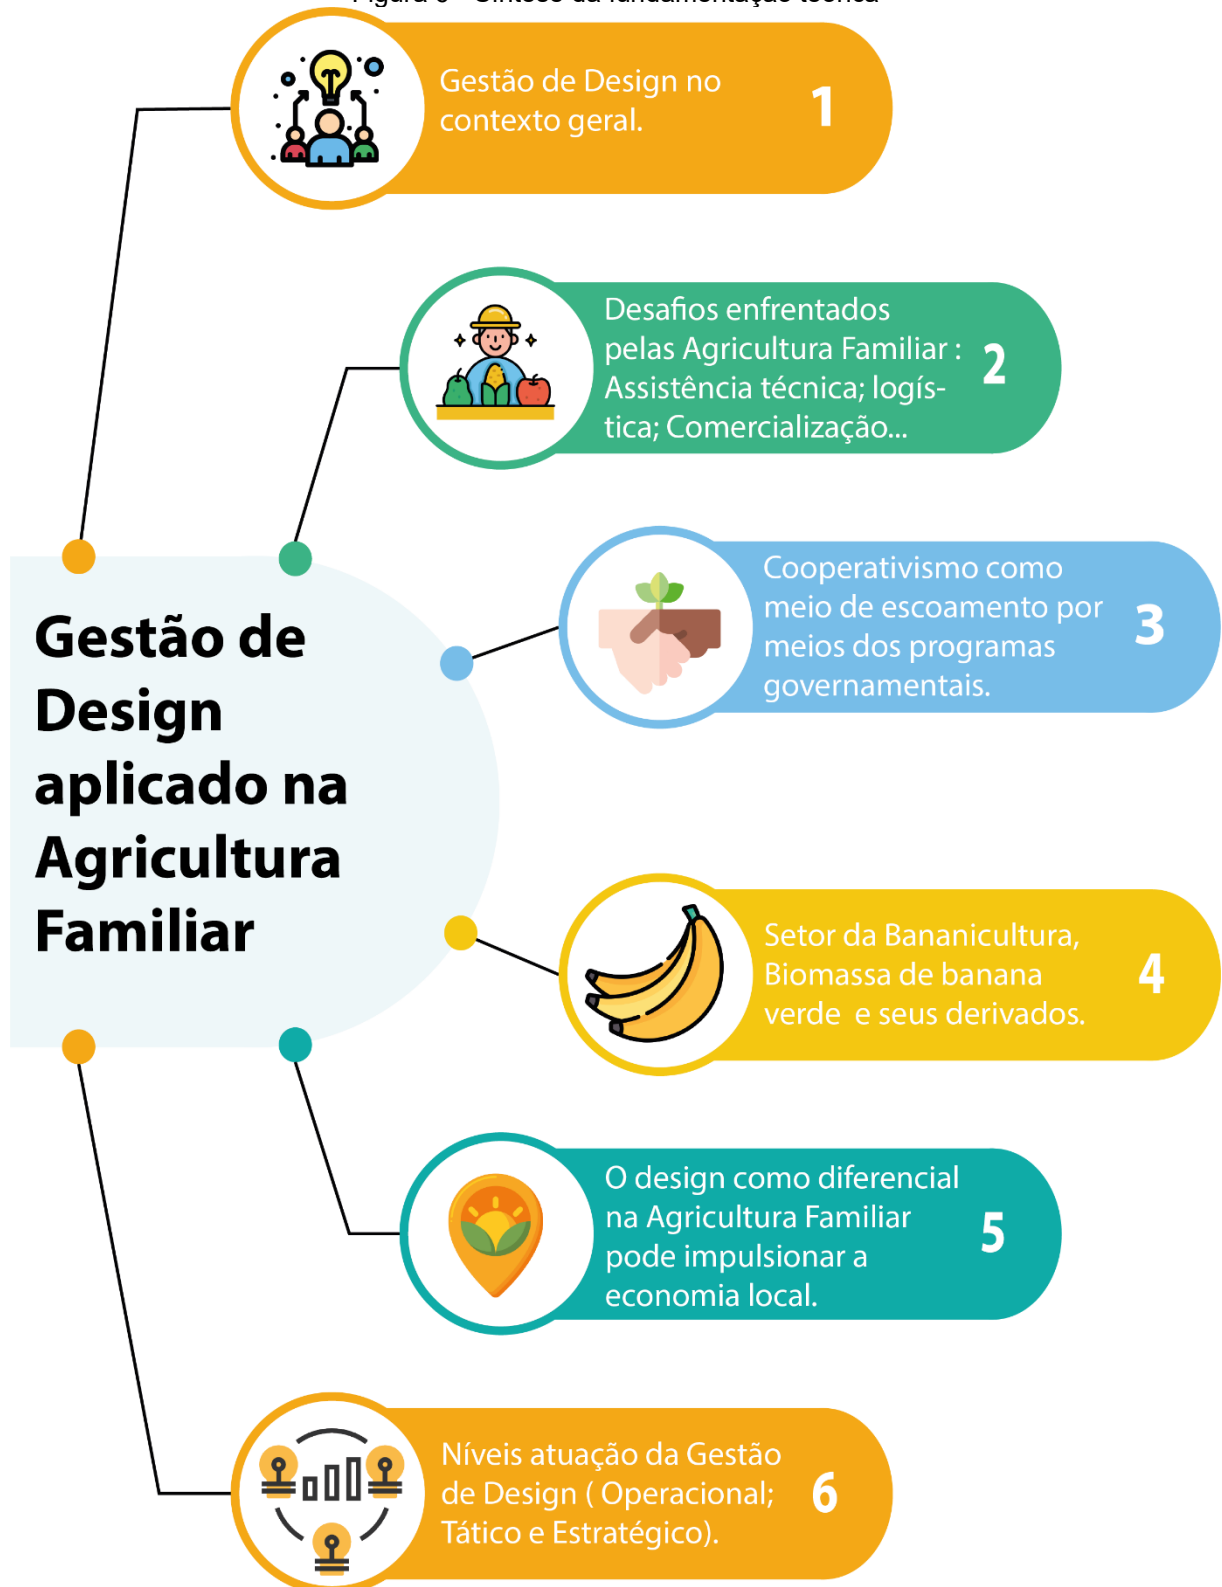 Gestão de Design no
contexto geral.
1
Desafios enfrentados
pelas Agricultura Familiar :
Assistência técnica; logís-
tica; Comercialização...
2
Cooperativismo como
meio de escoamento por
meios dos programas
governamentais.
3
Gestão de
Design
aplicado na
Agricultura
Familiar
Setor da Bananicultura,
Biomassa de banana
verde e seus derivados.
4
O design como diferencial
na Agricultura Familiar
pode impulsionar a
economia local.
5
Níveis atuação da Gestão
de Design ( Operacional;
Tático e Estratégico).
6